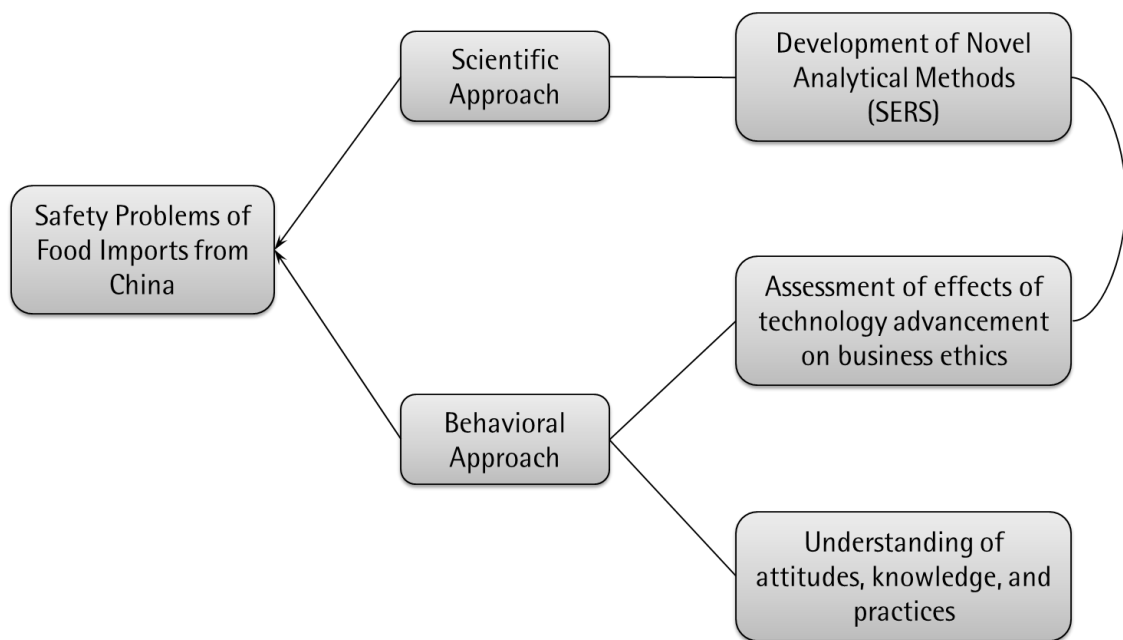 Safety Problems of
Food Imports from
China
Scientific
Approach
Development of Novel
Analytical Methods
(SERS)
Behavioral
Approach
Assessment of effects of
technology advancement
on business ethics
Understanding of
attitudes, knowledge, and
practices